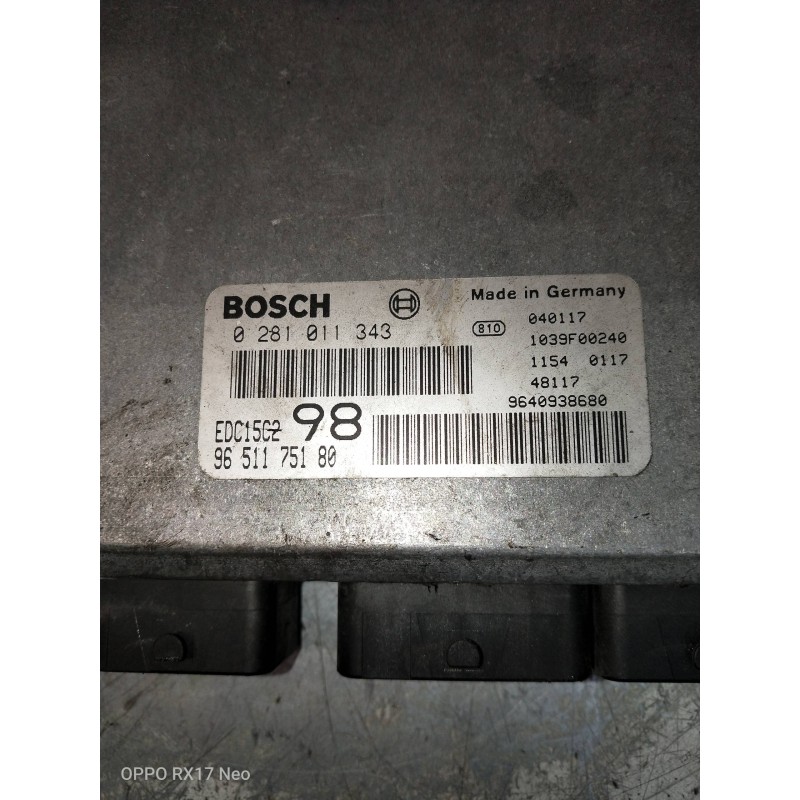 BOSCH
Made in Germany
0 281 011 343
810
040117
1039F00240
1154 0117
48117
9640938680
EDC15C2 98
96 511 751 80
OPPO RX17 Neo